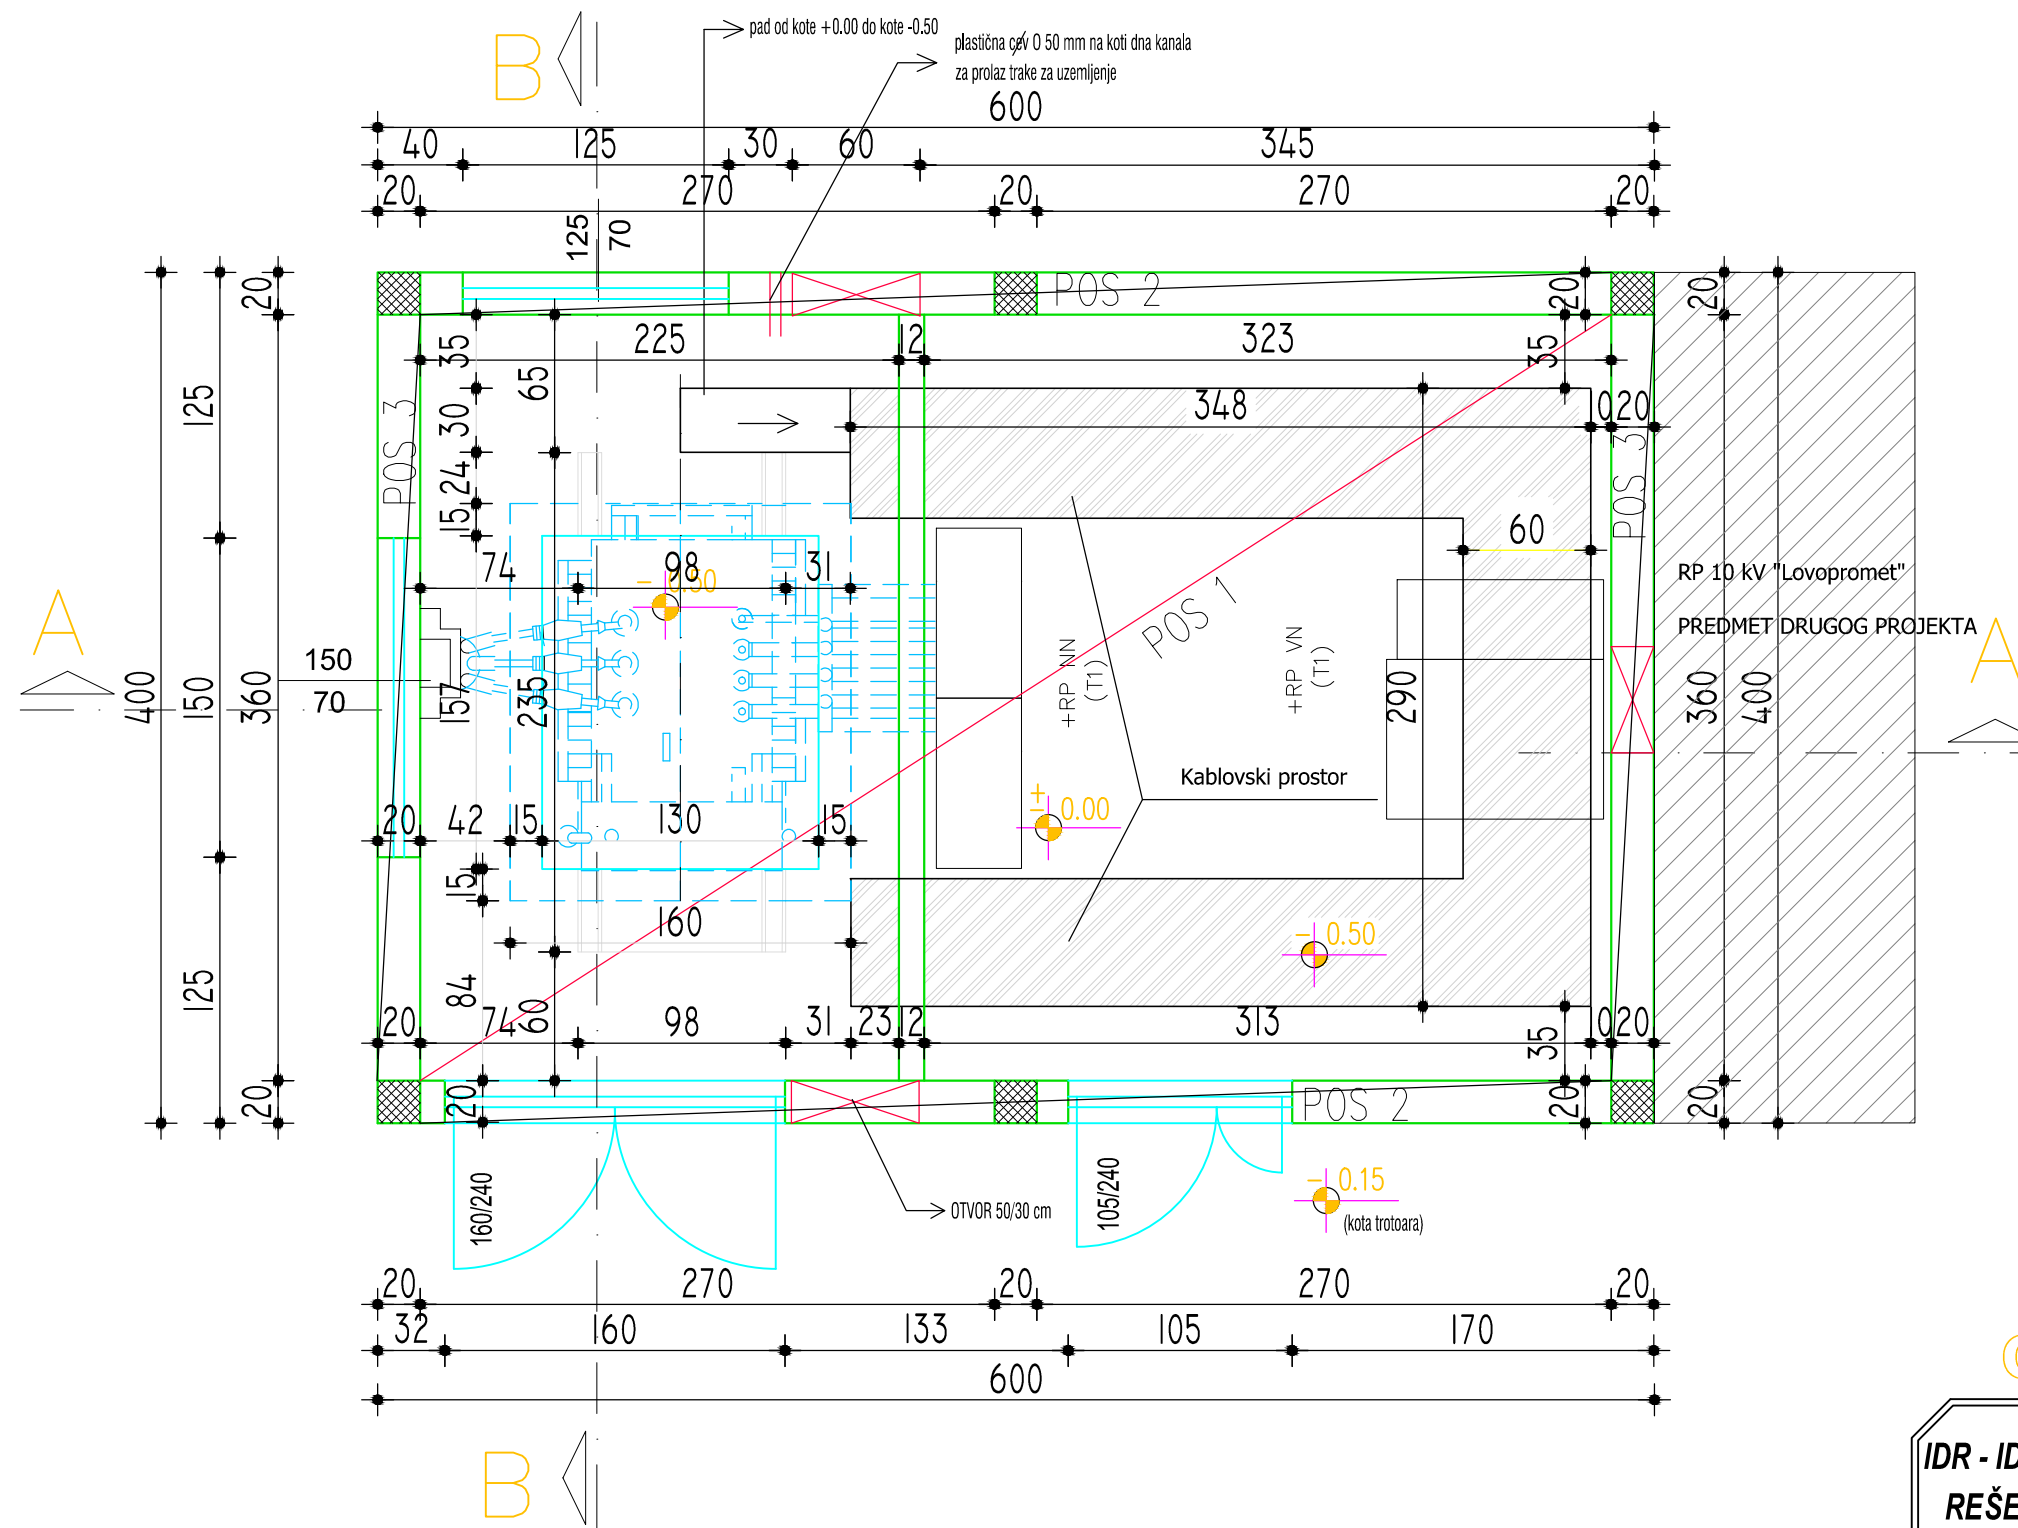 B
pad od kote +0.00 do kote -0.50
plastična cev O 50 mm na koti dna kanala
za prolaz trake za uzemljenje
600
40 125 30 60 345
20 270 20 270 20
125
70
20
POS 2
20
20
225 12 323
35
65
35
125
POS 3
30
348
020
24
POS 3
15
60
74 98 31
- 0.50
RP 10 kV "Lovopromet"
PREDMET DRUGOG PROJEKTA
A
A
POS 1
+RP NN
(T1)
+RP VN
(T1)
150
70
400
150
360
157
235
290
360
400
Kablovski prostor
+
- 0.00
20 42 15 130 15
15
160
- 0.50
125
84
60
20 74 98 31 23 12 313 020
35
20
20
POS 2
20
20
160/240
OTVOR 50/30 cm
105/240
- 0.15
(kota trotoara)
20 270 20 270 20
32 160 133 105 170
600
B
IDR - ID
REŠE